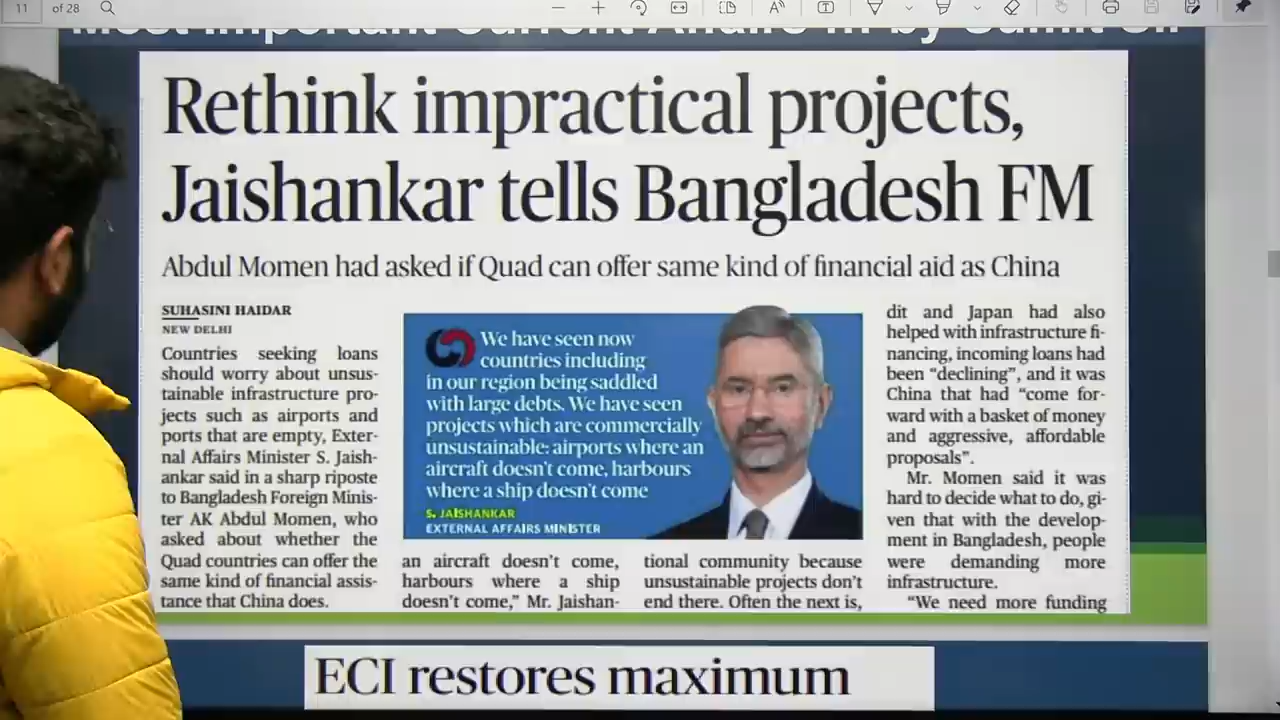 11 of 28
Most Important Current Affairs In by Sumit Sir
Rethink impractical projects,
Jaishankar tells Bangladesh FM
Abdul Momen had asked if Quad can offer same kind of financial aid as China
SUHASINI HAIDAR
NEW DELHI
Countries seeking loans
should worry about unsus-
tainable infrastructure pro-
jects such as airports and
ports that are empty, Exter-
nal Affairs Minister S. Jaish-
ankar said in a sharp riposte
to Bangladesh Foreign Minis-
ter AK Abdul Momen, who
asked about whether the
Quad countries can offer the
same kind of financial assis-
tance that China does.
We have seen now
countries including
in our region being saddled
with large debts. We have seen
projects which are commercially
unsustainable: airports where an
aircraft doesn't come, harbours
where a ship doesn't come
S. JAISHANKAR
EXTERNAL AFFAIRS MINISTER
an aircraft doesn't come,
harbours where a ship
doesn't come,” Mr. Jaishan-
tional community because
unsustainable projects don't
end there. Often the next is,
dit and Japan had also
helped with infrastructure fi-
nancing, incoming loans had
been “declining”, and it was
China that had “come for-
ward with a basket of money
and aggressive, affordable
proposals”.
Mr. Momen said it was
hard to decide what to do, gi-
ven that with the develop-
ment in Bangladesh, people
were demanding more
infrastructure.
“We need more funding
ECI restores maximum